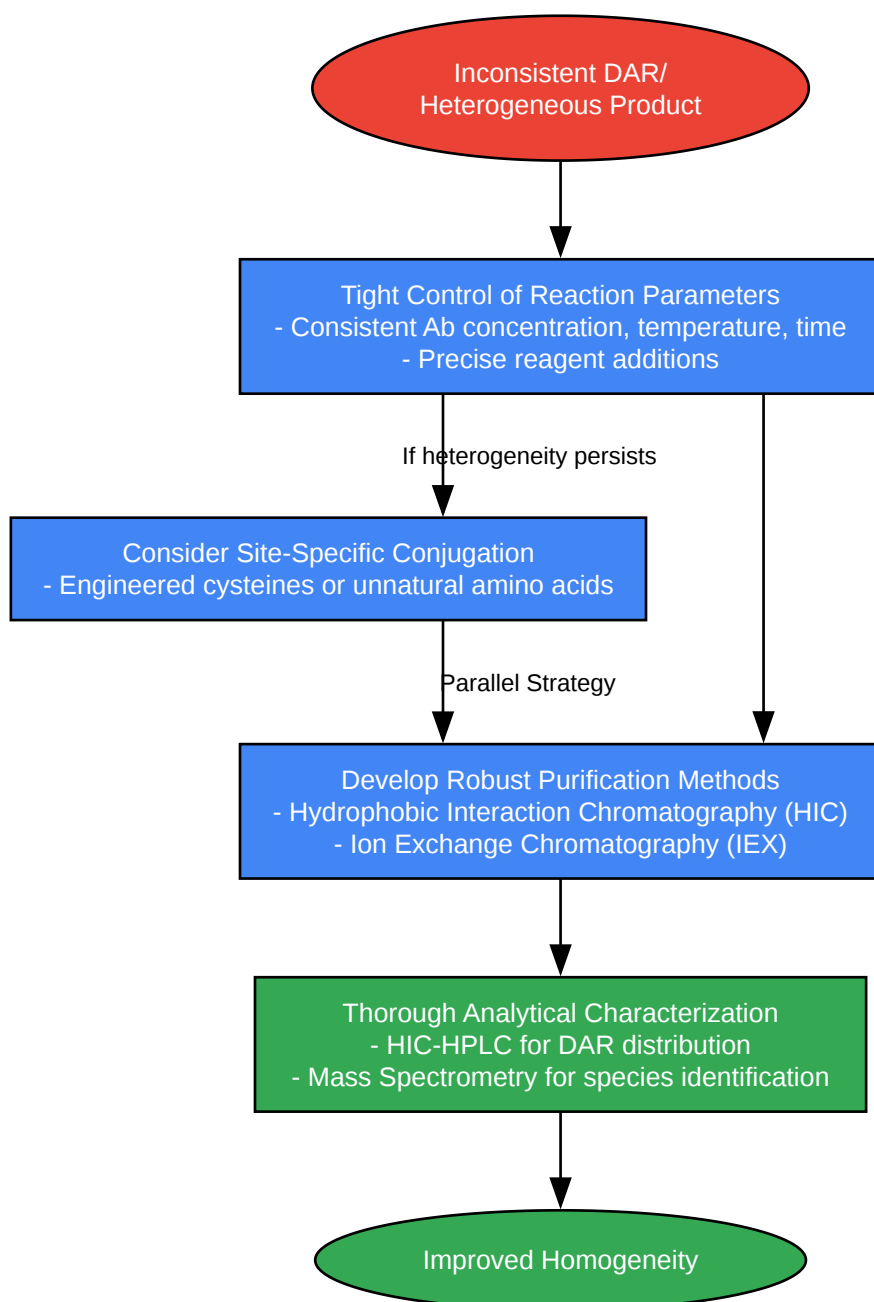 Inconsistent DAR/
Heterogeneous Product
Tight Control of Reaction Parameters
- Consistent Ab concentration, temperature, time
- Precise reagent additions
If heterogeneity persists
Consider Site-Specific Conjugation
- Engineered cysteines or unnatural amino acids
Parallel Strategy
Develop Robust Purification Methods
- Hydrophobic Interaction Chromatography (HIC)
- Ion Exchange Chromatography (IEX)
Thorough Analytical Characterization
- HIC-HPLC for DAR distribution
- Mass Spectrometry for species identification
Improved Homogeneity